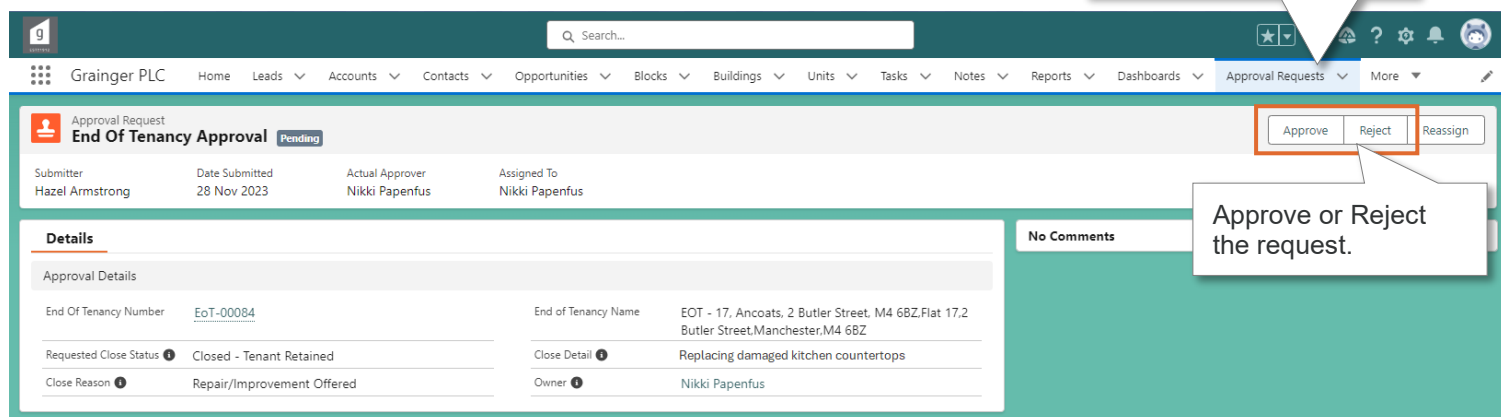 g
Search...
Grainger PLC Home Leads Accounts Contacts Opportunities Blocks Buildings Units Tasks Notes Reports Dashboards Approval Requests More
Approval Request
End Of Tenancy Approval Pending
Approve Reject Reassign
Submitter Date Submitted Actual Approver Assigned To
Hazel Armstrong 28 Nov 2023 Nikki Papenfus Nikki Papenfus
Approve or Reject
the request.
Details
No Comments
Approval Details
End Of Tenancy Number EoT-00084 End of Tenancy Name EOT - 17, Ancoats, 2 Butler Street, M4 6BZ,Flat 17,2
Butler Street,Manchester,M4 6BZ
Requested Close Status Closed - Tenant Retained Close Detail Replacing damaged kitchen countertops
Close Reason Repair/Improvement Offered Owner Nikki Papenfus